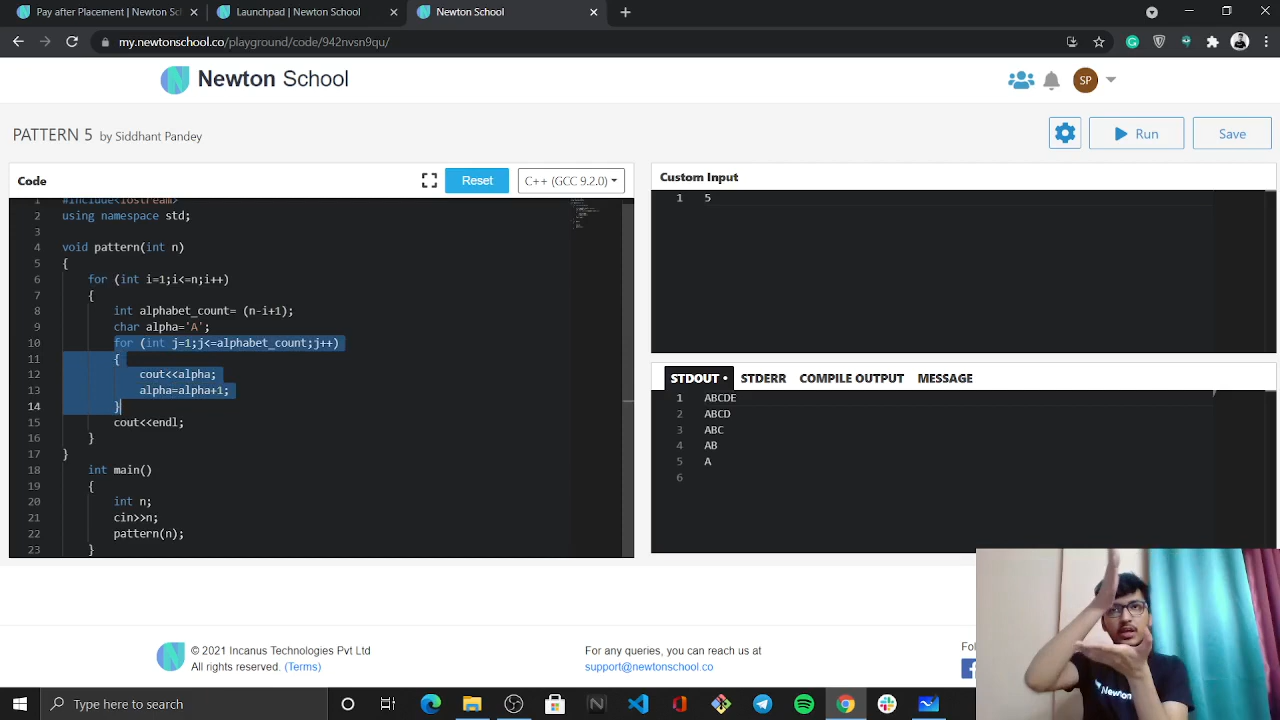 Pay after Placement | Newton Sc
Launchpad | Newton School
Newton School
my.newtonschool.co/playground/code/942nvsn9qu/
Newton School
SP
PATTERN 5 by Siddhant Pandey
Run
Save
Code
Reset
C++ (GCC 9.2.0)
1 #include<iostream>
2 using namespace std;
3
4 void pattern(int n)
5 {
6 for (int i=1;i<=n;i++)
7 {
8 int alphabet_count= (n-i+1);
9 char alpha='A';
10 for (int j=1;j<=alphabet_count;j++)
11 {
12 cout<<alpha;
13 alpha=alpha+1;
14 }
15 cout<<endl;
16 }
17 }
18 int main()
19 {
20 int n;
21 cin>>n;
22 pattern(n);
23 }
Custom Input
1 5
STDOUT • STDERR COMPILE OUTPUT MESSAGE
1 ABCDE
2 ABCD
3 ABC
4 AB
5 A
6
© 2021 Incanus Technologies Pvt Ltd
All rights reserved. (Terms)
For any queries, you can reach us at
support@newtonschool.co
Fol
Newton
Type here to search